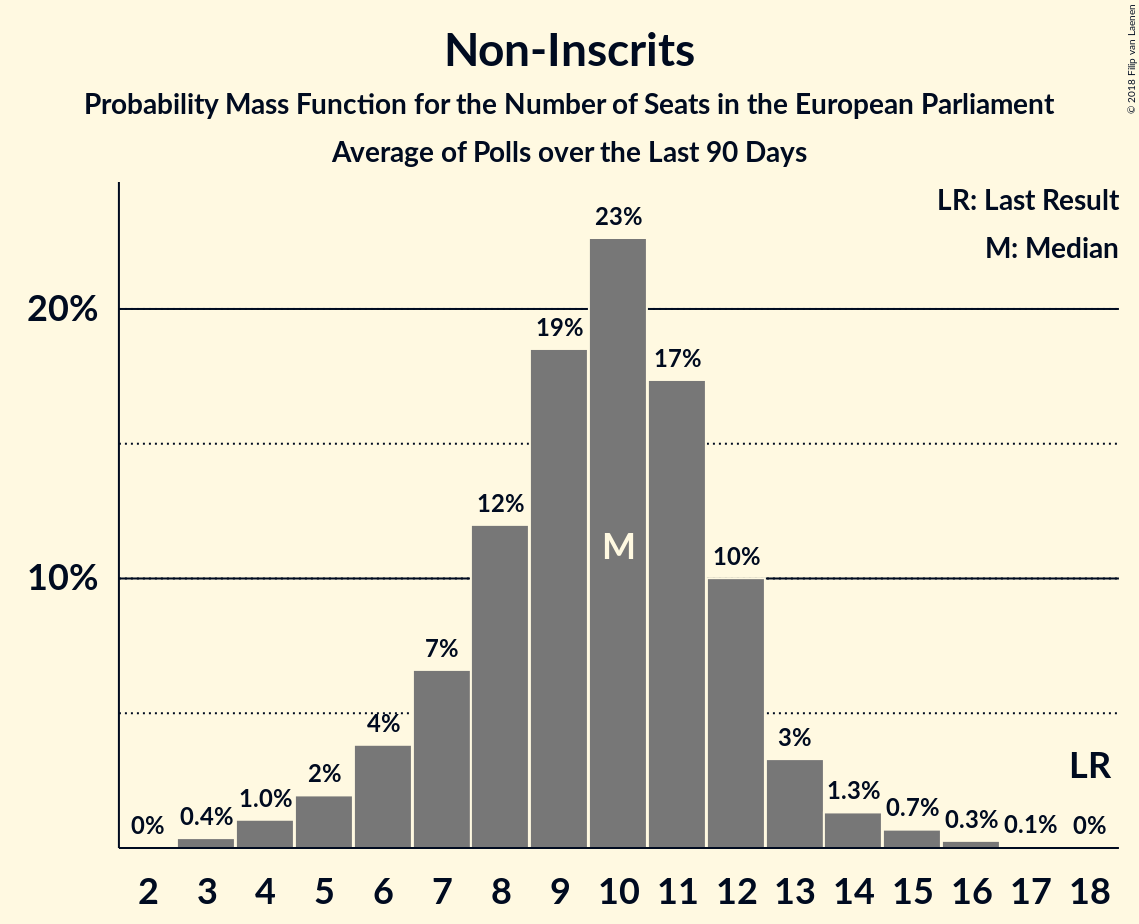 Non-Inscrits
Probability Mass Function for the Number of Seats in the European Parliament
Average of Polls over the Last 90 Days
© 2018 Filip van Laenen
LR: Last Result
M: Median
20%
10%
0%
0.4%
1.0%
2%
4%
7%
12%
19%
23%
17%
10%
3%
1.3%
0.7%
0.3%
0.1%
0%
M
LR
2 3 4 5 6 7 8 9 10 11 12 13 14 15 16 17 18